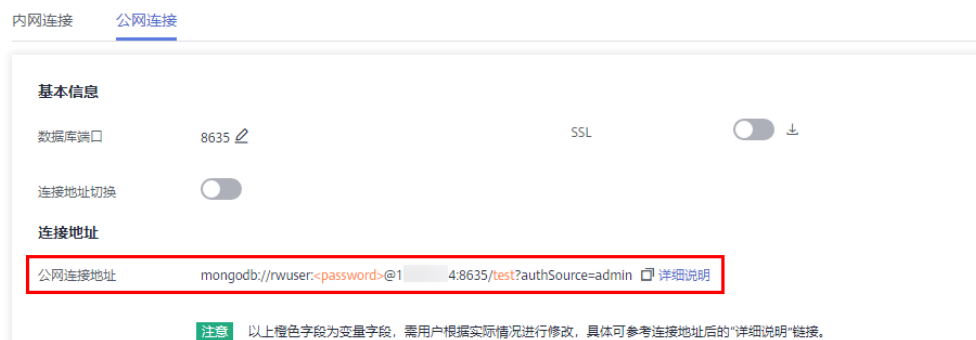 内网连接 公网连接
基本信息
数据库端口 8635 SSL
连接地址切换
连接地址
公网连接地址 mongodb://rwuser:<password>@1 4:8635/test?authSource=admin 详细说明
注意 以上橙色字段为变量字段，需用户根据实际情况进行修改，具体可参考连接地址后的“详细说明”链接。